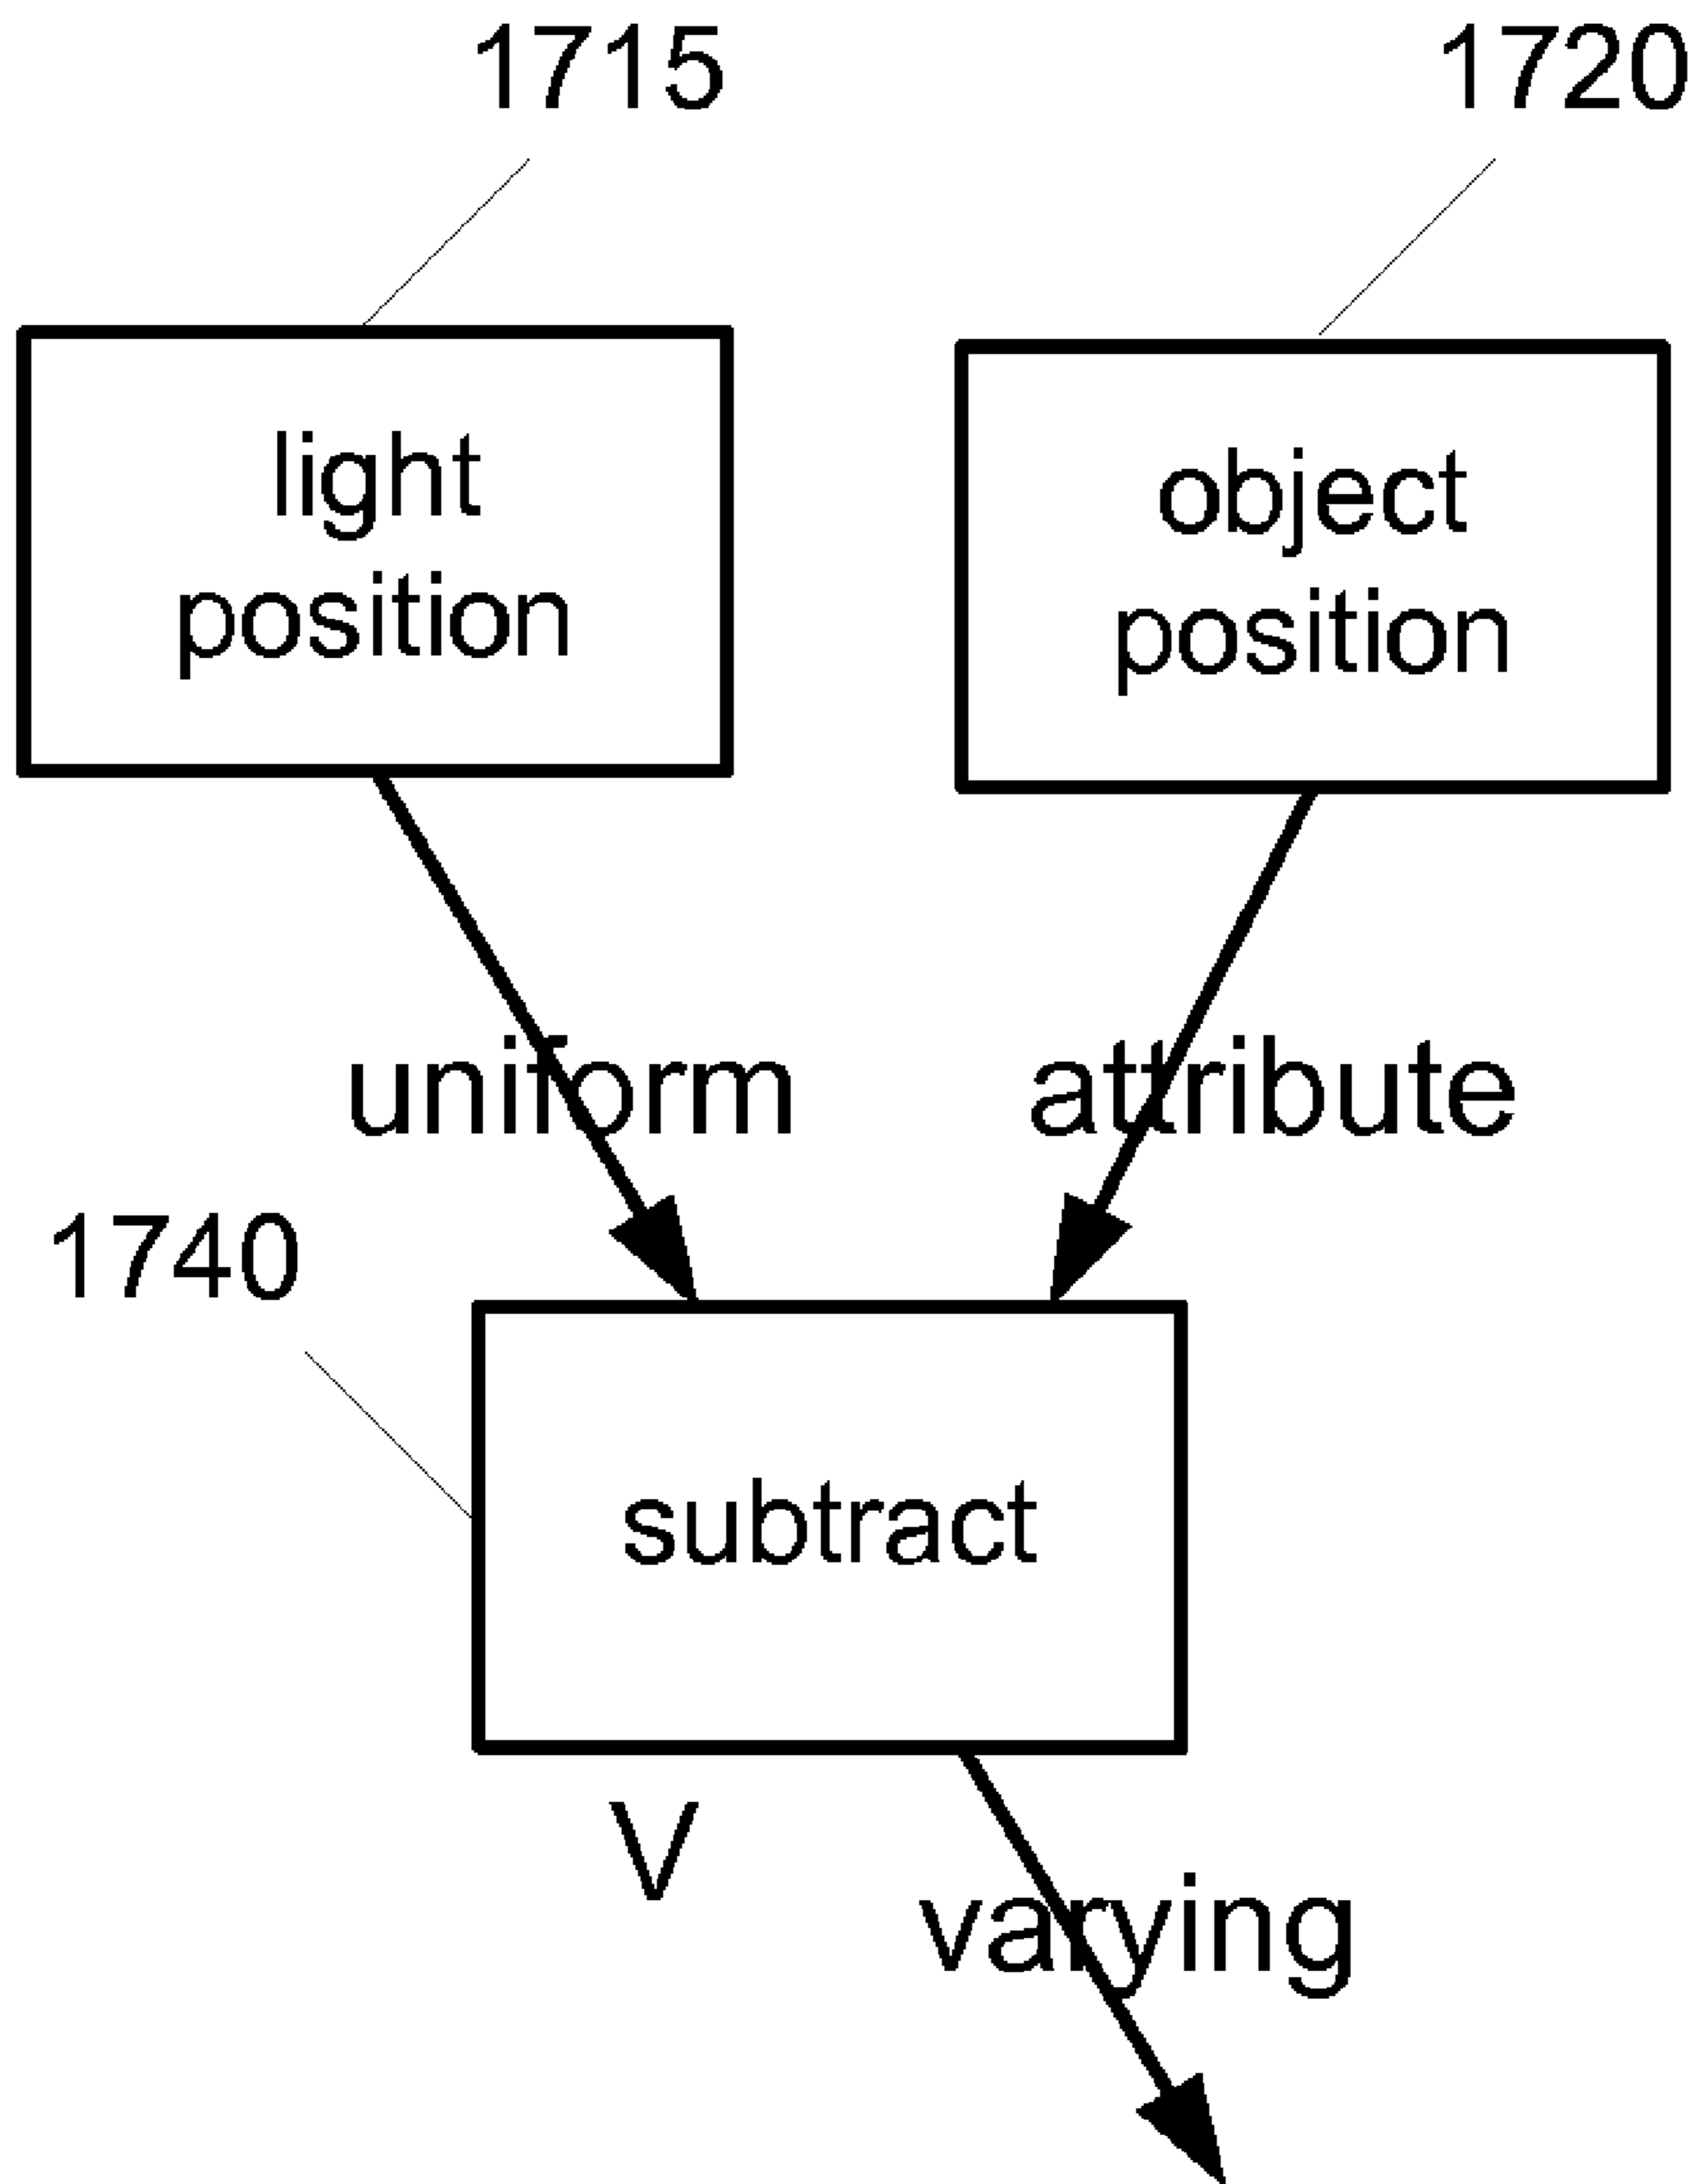 1715
1720
light
position
object
position
uniform
attribute
1740
subtract
V
varying